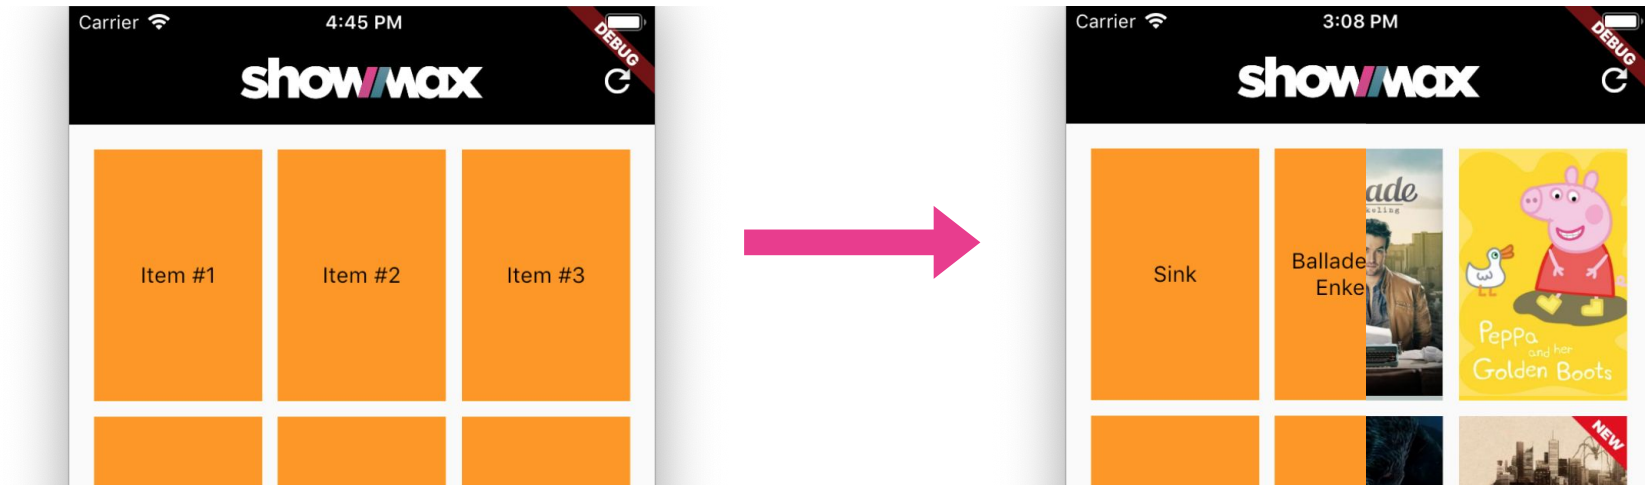 Carrier
4:45 PM
DEBUG
showmax
Item #1
Item #2
Item #3
Carrier
3:08 PM
DEBUG
showmax
Sink
Ballade
Enke
ade
keling
Peppa
and her
Golden Boots
NEW